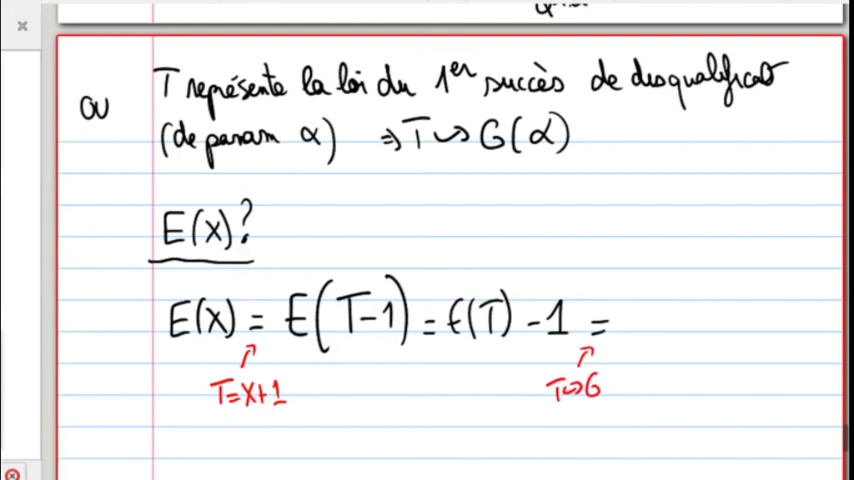 T représente la loi du 1er succès de disqualificat
ou
(de param α) ⇒ T ↪ G(α)
E(X)?
E(X) = E(T-1) = E(T) - 1 =
T=X+1
T↪G